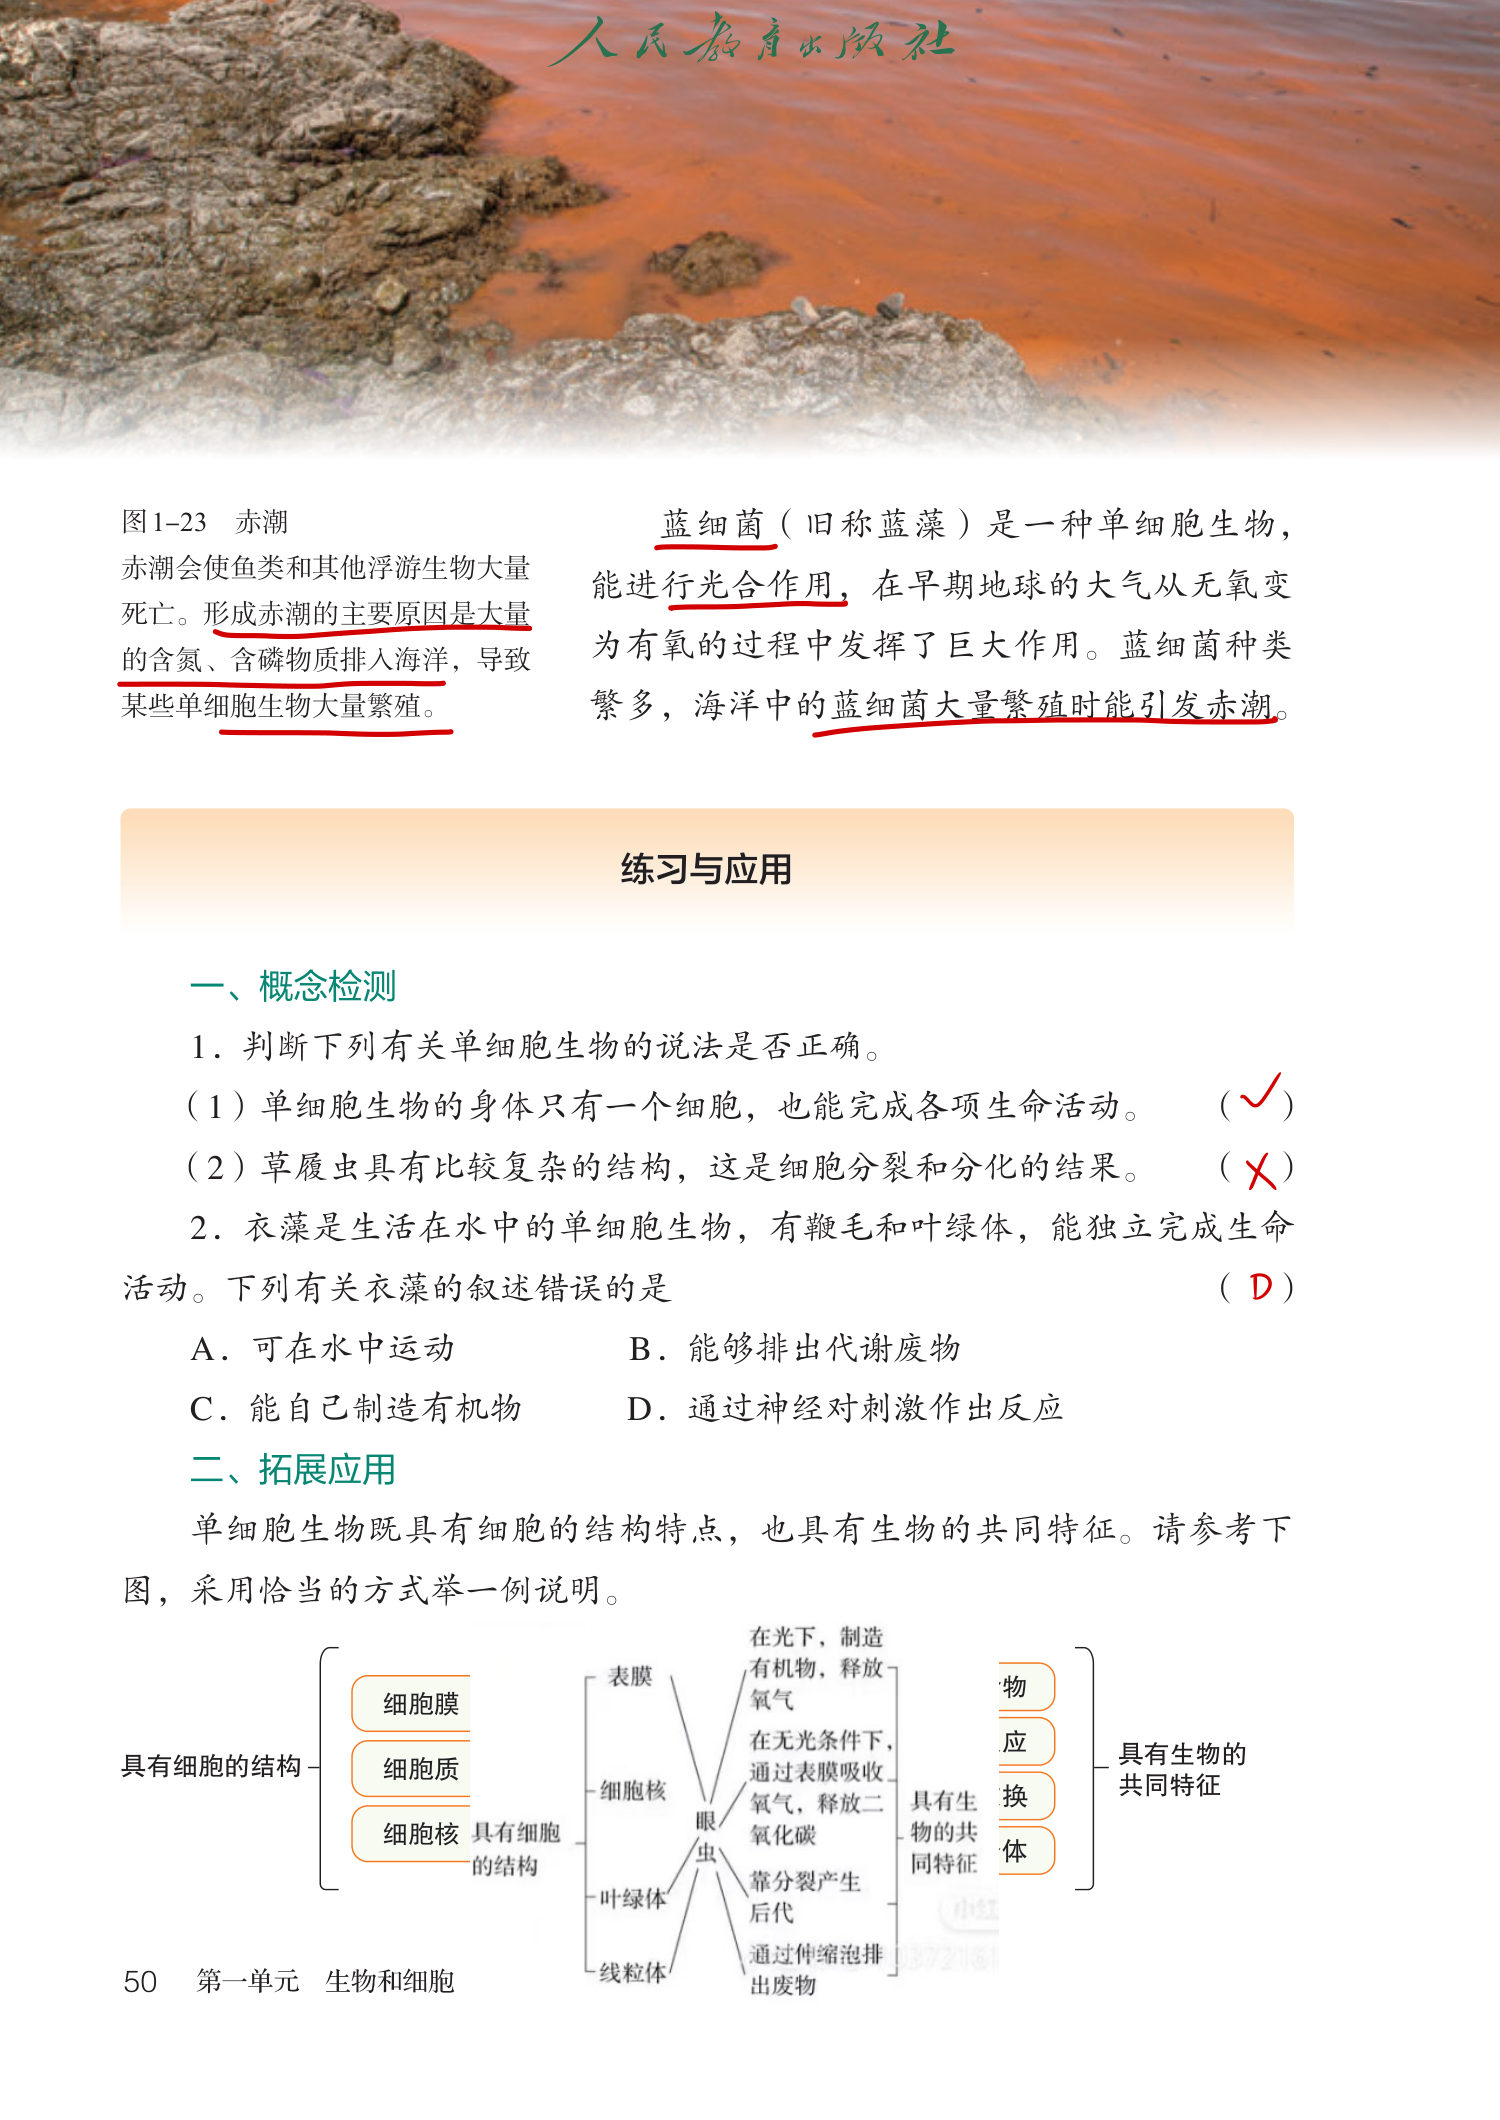 人民教育出版社
图1–23 赤潮
赤潮会使鱼类和其他浮游生物大量
死亡。形成赤潮的主要原因是大量
的含氮、含磷物质排入海洋，导致
某些单细胞生物大量繁殖。
蓝细菌（旧称蓝藻）是一种单细胞生物，
能进行光合作用，在早期地球的大气从无氧变
为有氧的过程中发挥了巨大作用。蓝细菌种类
繁多，海洋中的蓝细菌大量繁殖时能引发赤潮。
练习与应用
一、概念检测
1．判断下列有关单细胞生物的说法是否正确。
（1）单细胞生物的身体只有一个细胞，也能完成各项生命活动。（✓）
（2）草履虫具有比较复杂的结构，这是细胞分裂和分化的结果。（X）
2．衣藻是生活在水中的单细胞生物，有鞭毛和叶绿体，能独立完成生命
活动。下列有关衣藻的叙述错误的是（D）
A．可在水中运动 B．能够排出代谢废物
C．能自己制造有机物 D．通过神经对刺激作出反应
二、拓展应用
单细胞生物既具有细胞的结构特点，也具有生物的共同特征。请参考下
图，采用恰当的方式举一例说明。
具有细胞的结构
细胞膜
细胞质
细胞核
具有细胞
的结构
表膜
细胞核
叶绿体
线粒体
眼
虫
在光下，制造
有机物，释放
氧气
在无光条件下，
通过表膜吸收
氧气，释放二
氧化碳
靠分裂产生
后代
通过伸缩泡排
出废物
具有生
物的共
同特征
物
应
换
体
具有生物的
共同特征
50 第一单元 生物和细胞